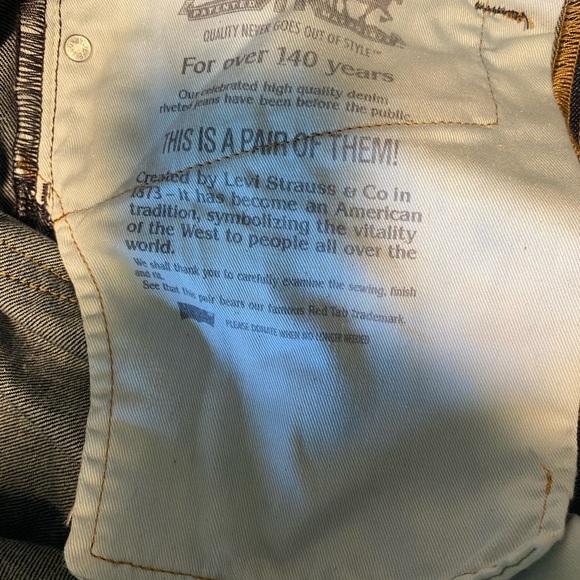 PATENTED
QUALITY NEVER GOES OUT OF STYLE™
For over 140 years
Our celebrated high quality denim
riveted jeans have been before the public.
THIS IS A PAIR OF THEM!
Created by Levi Strauss & Co in
1873 – it has become an American
tradition, symbolizing the vitality
of the West to people all over the
world.
We shall thank you to carefully examine the sewing, finish
and fit.
See that this pair bears our famous Red Tab trademark.
PLEASE DONATE WHEN NO LONGER NEEDED